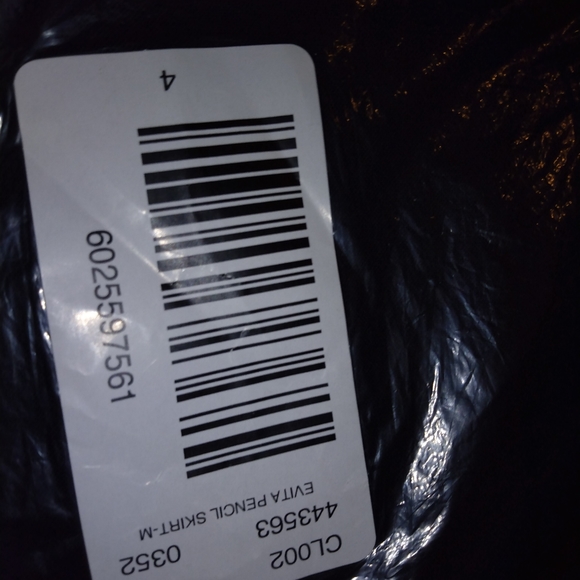 CL002 0352
443563
EVITA PENCIL SKIRT-M
6025597561
4